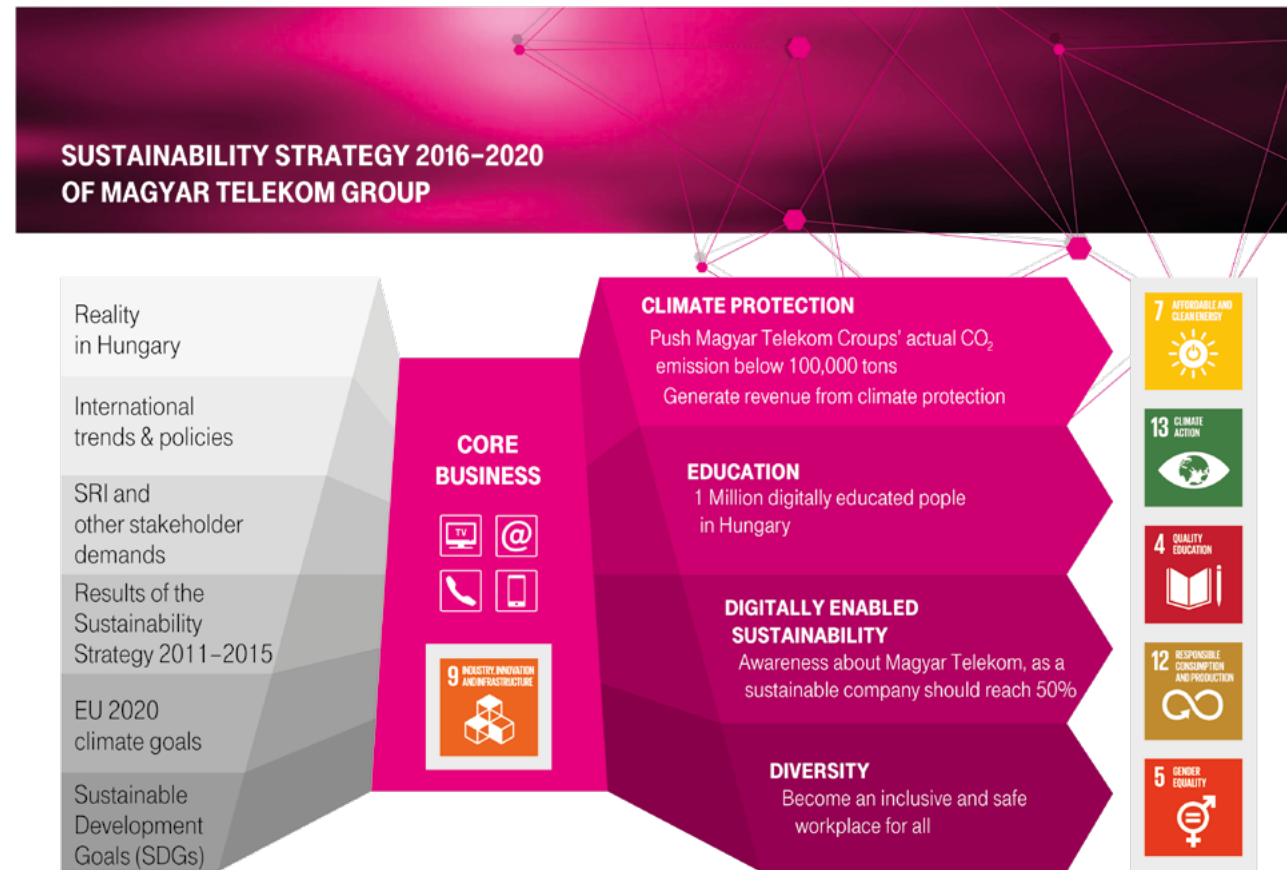 SUSTAINABILITY STRATEGY 2016–2020
OF MAGYAR TELEKOM GROUP
Reality
in Hungary
International
trends & policies
SRI and
other stakeholder
demands
Results of the
Sustainability
Strategy 2011–2015
EU 2020
climate goals
Sustainable
Development
Goals (SDGs)
CORE
BUSINESS
TV
@
9 INDUSTRY, INNOVATION
AND INFRASTRUCTURE
CLIMATE PROTECTION
Push Magyar Telekom Croups' actual CO₂
emission below 100,000 tons
Generate revenue from climate protection
EDUCATION
1 Million digitally educated pople
in Hungary
DIGITALLY ENABLED
SUSTAINABILITY
Awareness about Magyar Telekom, as a
sustainable company should reach 50%
DIVERSITY
Become an inclusive and safe
workplace for all
7 AFFORDABLE AND
CLEAN ENERGY
13 CLIMATE
ACTION
4 QUALITY
EDUCATION
12 RESPONSIBLE
CONSUMPTION
AND PRODUCTION
5 GENDER
EQUALITY